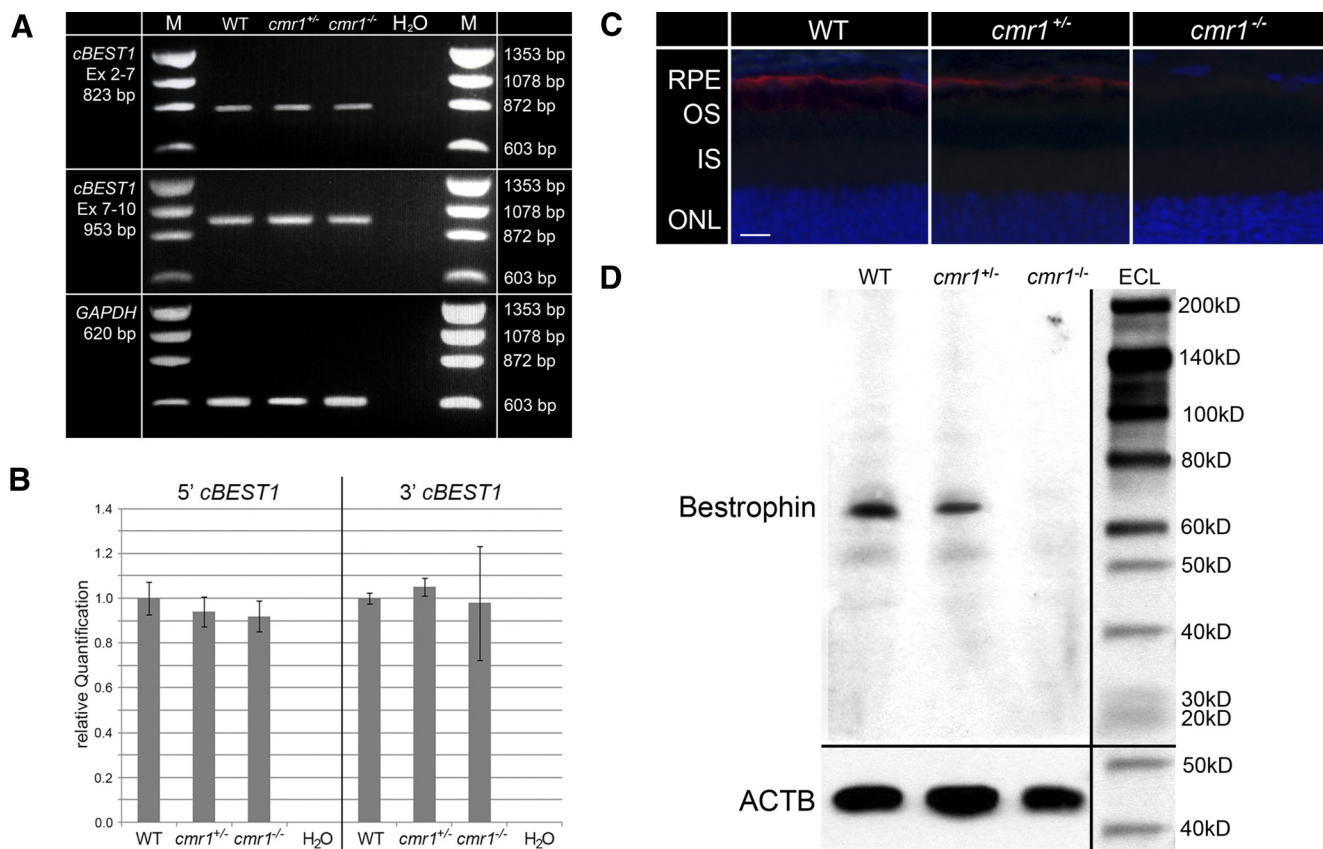 A
M WT cmr1+/- cmr1-/- H₂O M
cBEST1
Ex 2-7
823 bp
1353 bp
1078 bp
872 bp
603 bp
cBEST1
Ex 7-10
953 bp
1353 bp
1078 bp
872 bp
603 bp
GAPDH
620 bp
1353 bp
1078 bp
872 bp
603 bp
B
5' cBEST1 3' cBEST1
relative Quantification
1.4
1.2
1.0
0.8
0.6
0.4
0.2
0.0
WT cmr1+/- cmr1-/- H₂O WT cmr1+/- cmr1-/- H₂O
C
WT cmr1+/- cmr1-/-
RPE
OS
IS
ONL
D
WT cmr1+/- cmr1-/- ECL
Bestrophin
200kD
140kD
100kD
80kD
60kD
50kD
40kD
30kD
20kD
ACTB
50kD
40kD